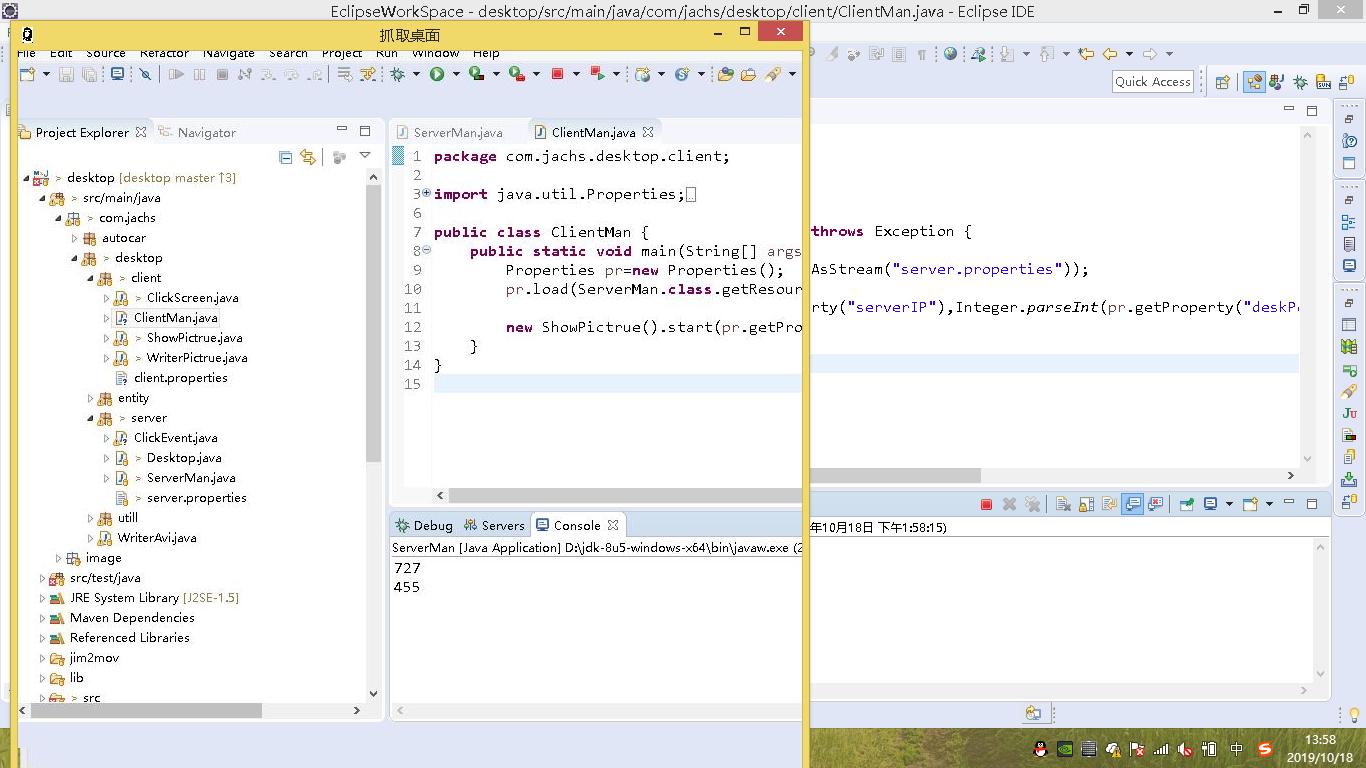 EclipseWorkSpace - desktop/src/main/java/com/jachs/desktop/client/ClientMan.java - Eclipse IDE
抓取桌面
File Edit Source Refactor Navigate Search Project Run Window Help
Quick Access
Project Explorer
Navigator
desktop [desktop master ↑3]
> src/main/java
> com.jachs
autocar
> desktop
> client
> ClickScreen.java
ClientMan.java
> ShowPictrue.java
> WriterPictrue.java
client.properties
entity
> server
ClickEvent.java
> Desktop.java
> ServerMan.java
> server.properties
utill
WriterAvi.java
image
src/test/java
JRE System Library [J2SE-1.5]
Maven Dependencies
Referenced Libraries
jim2mov
lib
> src
ServerMan.java
ClientMan.java
1 package com.jachs.desktop.client;
2
3 import java.util.Properties;
6
7 public class ClientMan {
8 public static void main(String[] args
throws Exception {
9 Properties pr=new Properties();
10 pr.load(ServerMan.class.getResour
AsStream("server.properties"));
11
12 new ShowPictrue().start(pr.getPro
rty("serverIP"),Integer.parseInt(pr.getProperty("deskP
13 }
14 }
15
Debug
Servers
Console
ServerMan [Java Application] D:\jdk-8u5-windows-x64\bin\javaw.exe (2
年10月18日 下午1:58:15)
727
455
Ju
中
13:58
2019/10/18